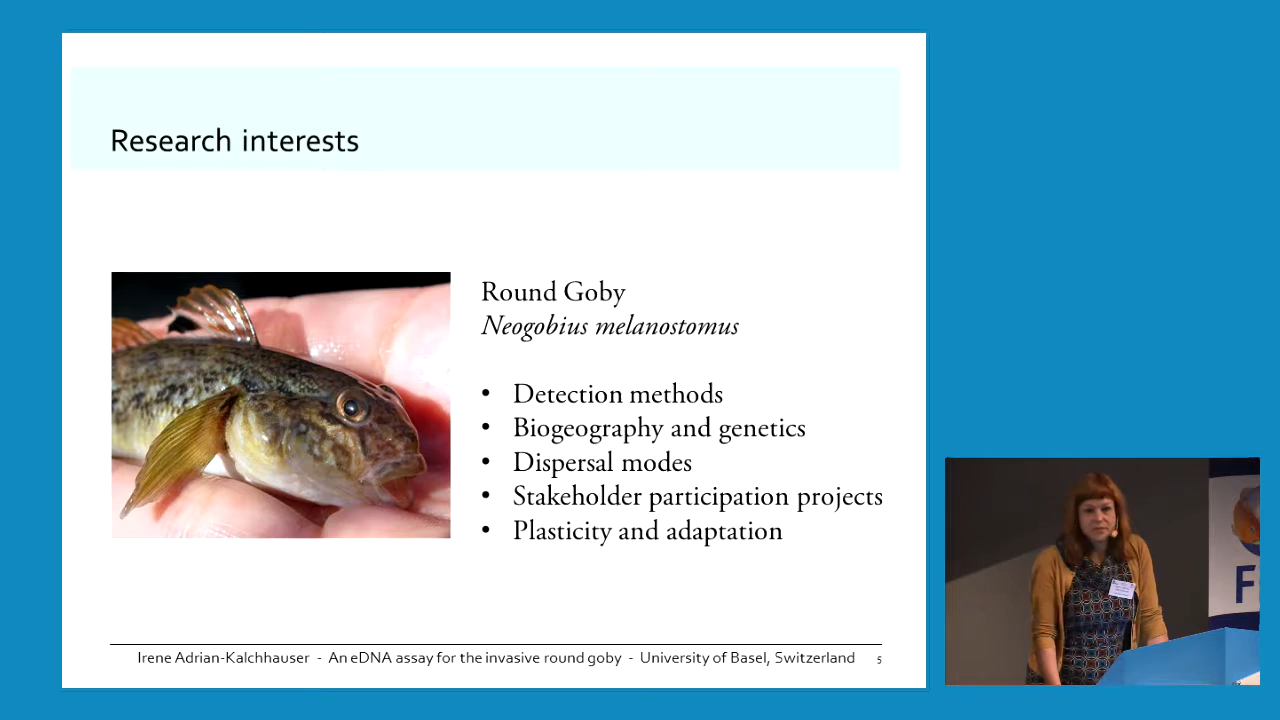 Research interests
Round Goby
Neogobius melanostomus
• Detection methods
• Biogeography and genetics
• Dispersal modes
• Stakeholder participation projects
• Plasticity and adaptation
Irene Adrian-Kalchhauser - An eDNA assay for the invasive round goby - University of Basel, Switzerland 5
F